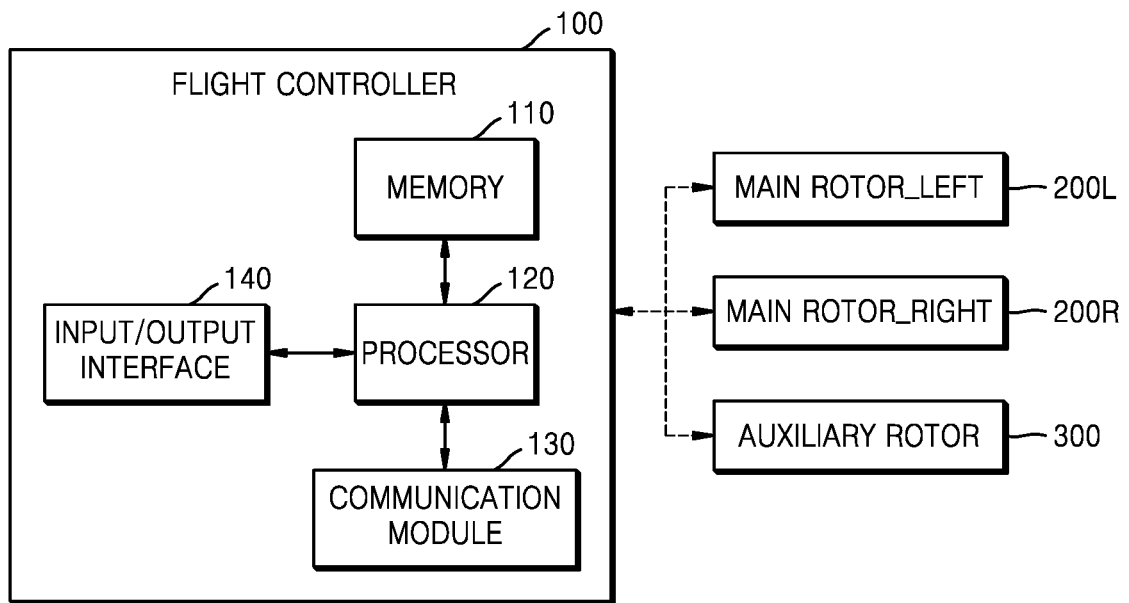 100
FLIGHT CONTROLLER
110
MEMORY
140
INPUT/OUTPUT
INTERFACE
120
PROCESSOR
130
COMMUNICATION
MODULE
MAIN ROTOR_LEFT
200L
MAIN ROTOR_RIGHT
200R
AUXILIARY ROTOR
300